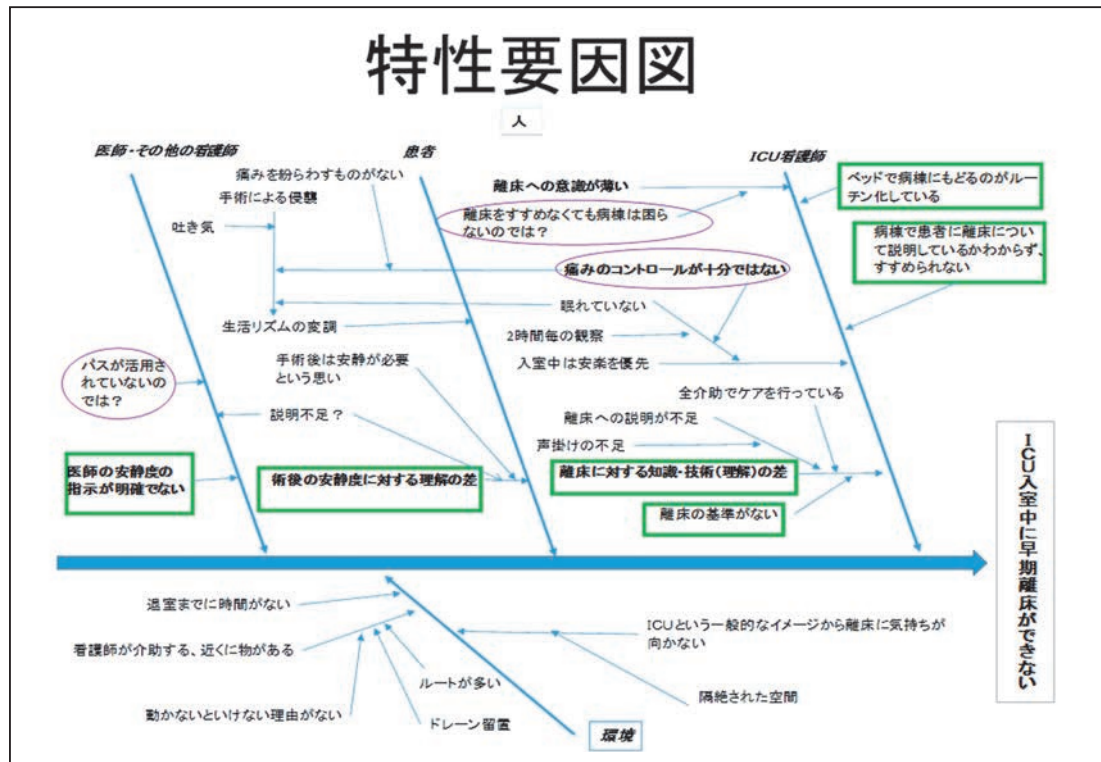 特性要因図
人
医師・その他の看護師
患者
ICU看護師
痛みを紛らわすものがない
手術による侵襲
吐き気
離床への意識が薄い
離床をすすめなくても病棟は困ら
ないのでは？
ベッドで病棟にもどるのがルー
チン化している
病棟で患者に離床につい
て説明しているかわからず、
すすめられない
痛みのコントロールが十分ではない
眠れていない
生活リズムの変調
2時間毎の観察
入室中は安楽を優先
手術後は安静が必要
という思い
パスが活用さ
れていないの
では？
説明不足？
全介助でケアを行っている
離床への説明が不足
声掛けの不足
医師の安静度の
指示が明確でない
術後の安静度に対する理解の差
離床に対する知識・技術（理解）の差
離床の基準がない
ICU入室中に早期離床ができない
退室までに時間がない
看護師が介助する、近くに物がある
ルートが多い
動かないといけない理由がない
ドレーン留置
ICUという一般的なイメージから離床に気持ちが
向かない
隔絶された空間
環境